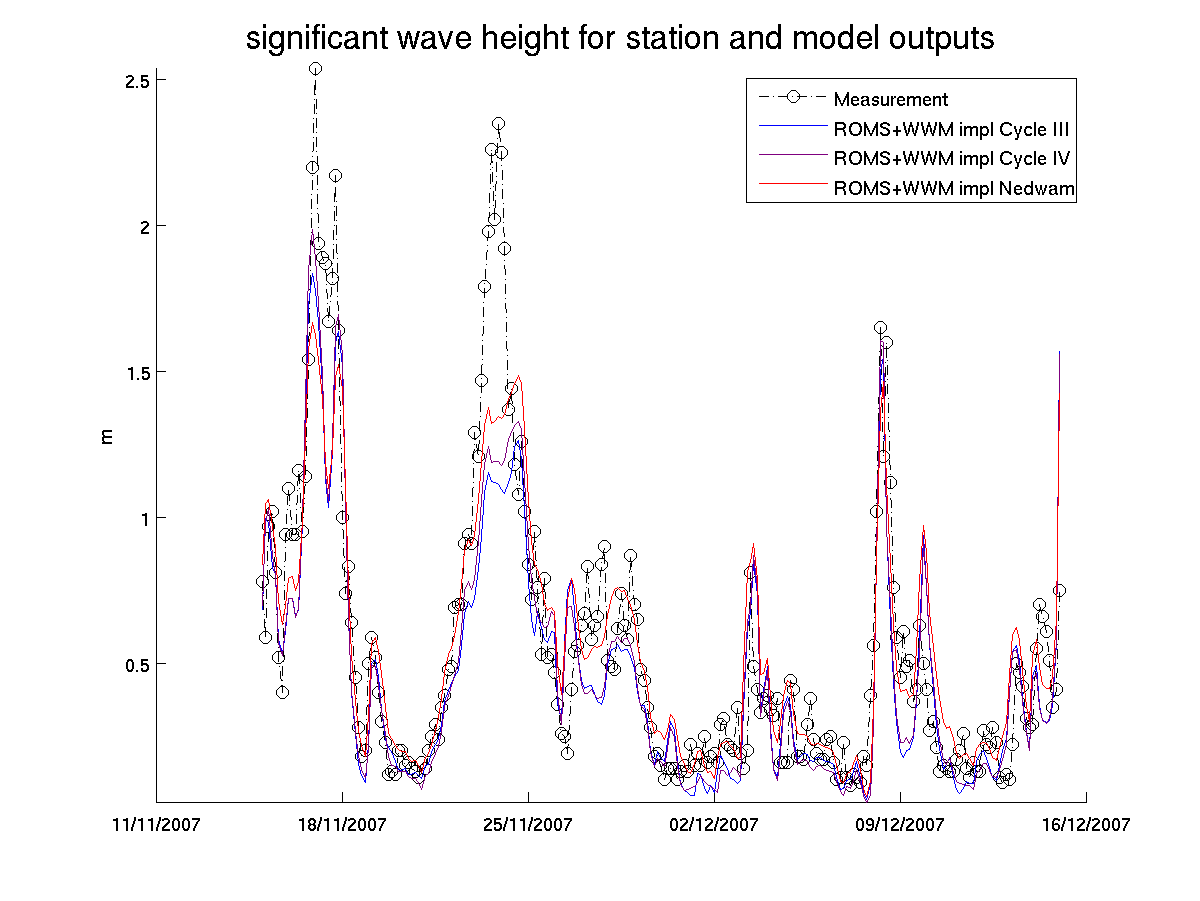 significant wave height for station and model outputs
2.5
2
1.5
1
0.5
m
Measurement
ROMS+WWM impl Cycle III
ROMS+WWM impl Cycle IV
ROMS+WWM impl Nedwam
11/11/2007 18/11/2007 25/11/2007 02/12/2007 09/12/2007 16/12/2007